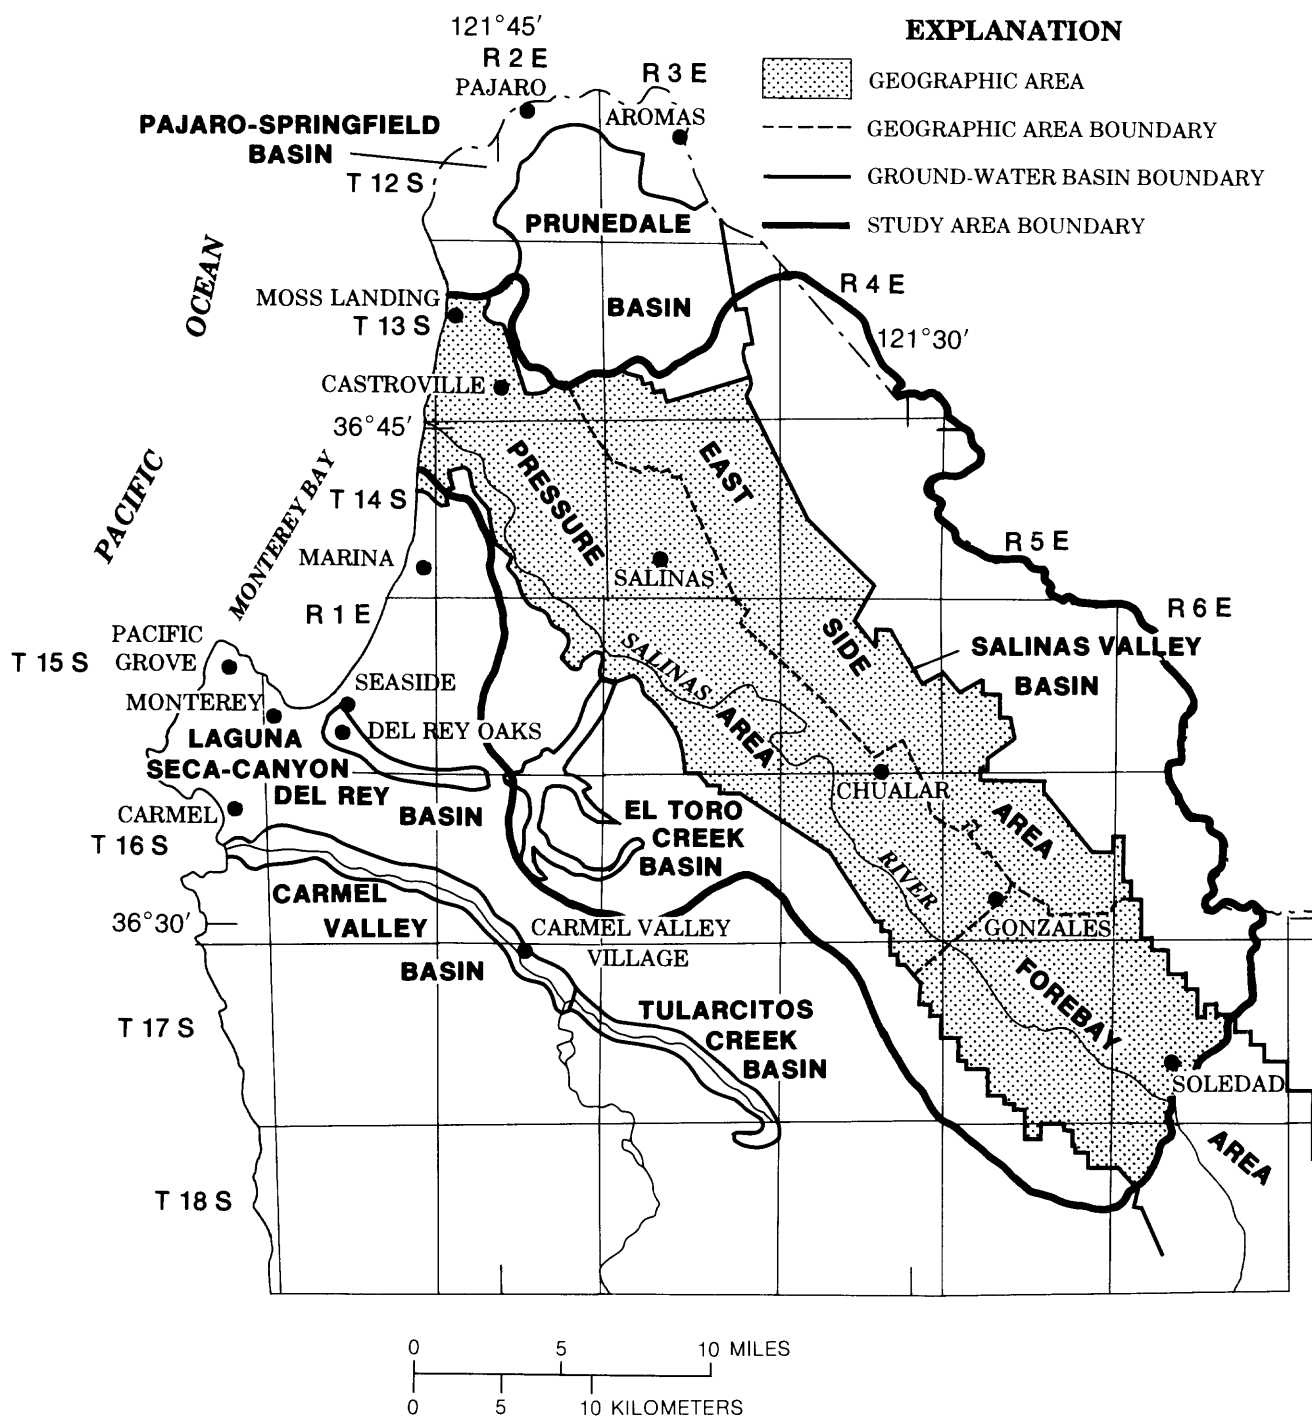 121°45′
EXPLANATION
R 2 E
R 3 E
PAJARO
GEOGRAPHIC AREA
AROMAS
PAJARO-SPRINGFIELD
BASIN
GEOGRAPHIC AREA BOUNDARY
T 12 S
GROUND-WATER BASIN BOUNDARY
PRUNEDALE
STUDY AREA BOUNDARY
OCEAN
R 4 E
MOSS LANDING
BASIN
T 13 S
121°30′
CASTROVILLE
36°45′
PRESSURE
EAST
PACIFIC
MONTEREY BAY
T 14 S
R 5 E
MARINA
SALINAS
R 1 E
R 6 E
PACIFIC
GROVE
T 15 S
SIDE
SALINAS VALLEY
BASIN
SALINAS
SEASIDE
MONTEREY
DEL REY OAKS
AREA
LAGUNA
SECA-CANYON
DEL REY
BASIN
CHUALAR
CARMEL
EL TORO
CREEK
BASIN
AREA
T 16 S
RIVER
CARMEL
VALLEY
BASIN
36°30′
CARMEL VALLEY
VILLAGE
GONZALES
FOREBAY
TULARCITOS
CREEK
BASIN
T 17 S
SOLEDAD
AREA
T 18 S
0 5 10 MILES
0 5 10 KILOMETERS